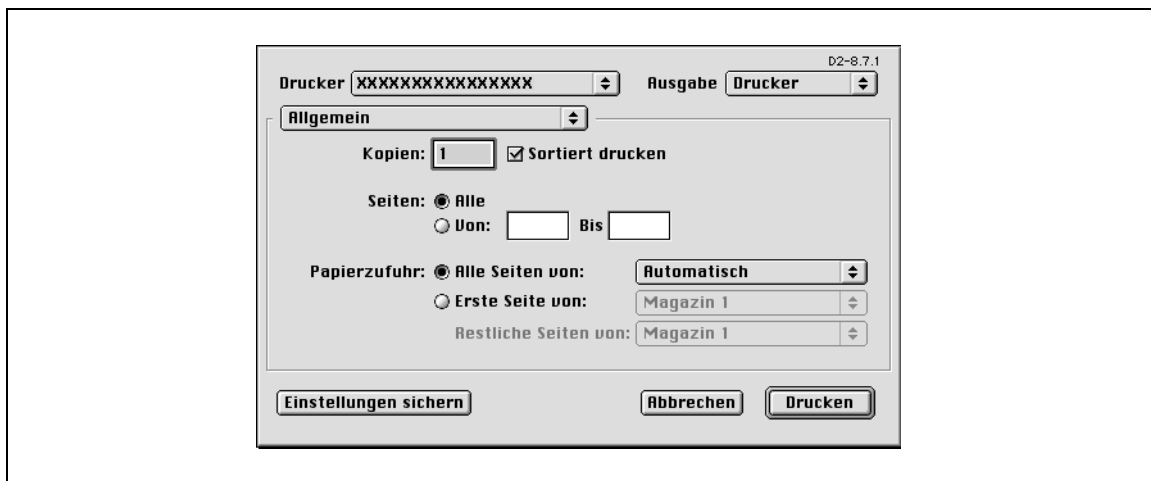 D2-8.7.1
Drucker XXXXXXXXXXXXXXX Ausgabe Drucker
Allgemein
Kopien: 1 Sortiert drucken
Seiten: Alle
Von: Bis
Papierzufuhr: Alle Seiten von: Automatisch
Erste Seite von: Magazin 1
Restliche Seiten von: Magazin 1
Einstellungen sichern Abbrechen Drucken